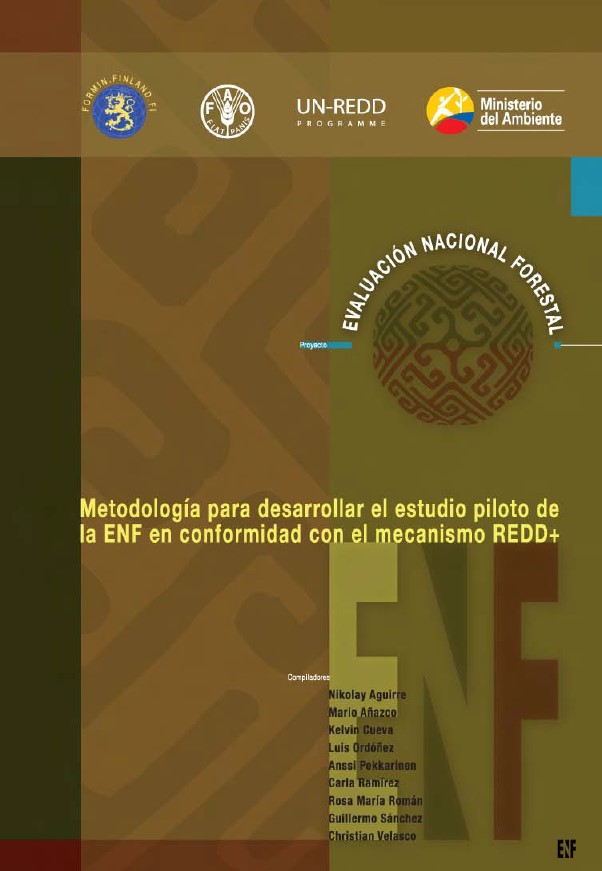 FORMIN.FINLAND.FI
FAO
FIAT PANIS
UN-REDD
PROGRAMME
Ministerio
del Ambiente
EVALUACIÓN NACIONAL FORESTAL
Proyecto
Metodología para desarrollar el estudio piloto de
la ENF en conformidad con el mecanismo REDD+
ENF
Compiladores
Nikolay Aguirre
Mario Añazco
Kelvin Cueva
Luis Ordóñez
Anssi Pekkarinen
Carla Ramírez
Rosa María Román
Guillermo Sánchez
Christian Velasco
ENF